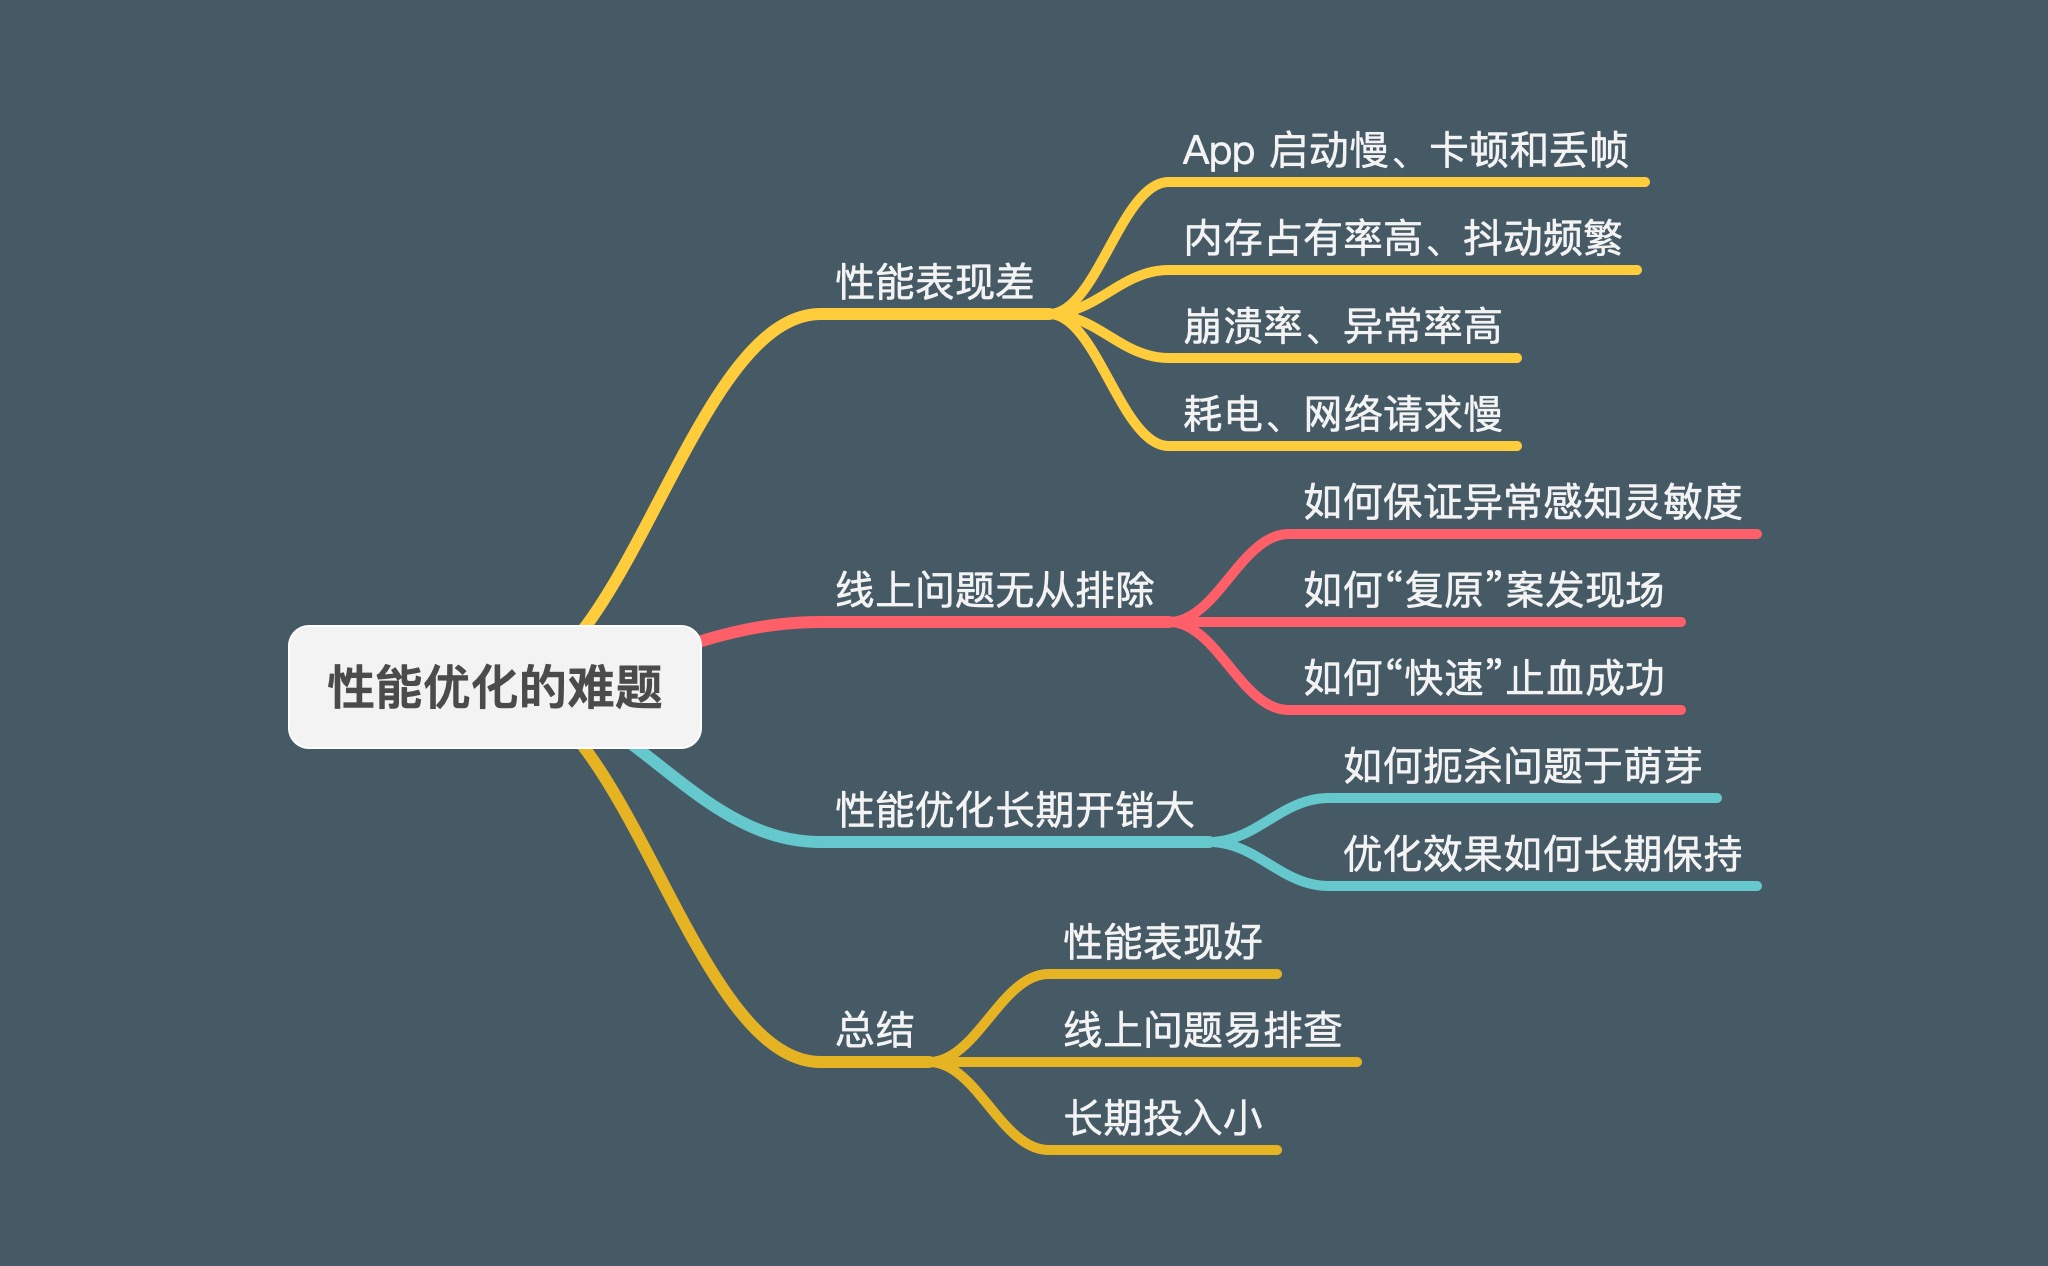 性能优化的难题
性能表现差
App 启动慢、卡顿和丢帧
内存占有率高、抖动频繁
崩溃率、异常率高
耗电、网络请求慢
线上问题无从排除
如何保证异常感知灵敏度
如何“复原”案发现场
如何“快速”止血成功
性能优化长期开销大
如何扼杀问题于萌芽
优化效果如何长期保持
总结
性能表现好
线上问题易排查
长期投入小